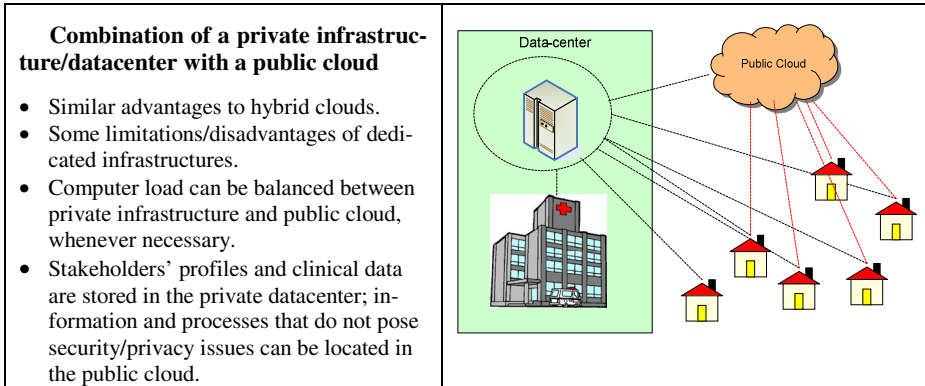 Combination of a private infrastruc-
ture/datacenter with a public cloud
• Similar advantages to hybrid clouds.
• Some limitations/disadvantages of dedi-
cated infrastructures.
• Computer load can be balanced between
private infrastructure and public cloud,
whenever necessary.
• Stakeholders’ profiles and clinical data
are stored in the private datacenter; in-
formation and processes that do not pose
security/privacy issues can be located in
the public cloud.
Data-center
Public Cloud